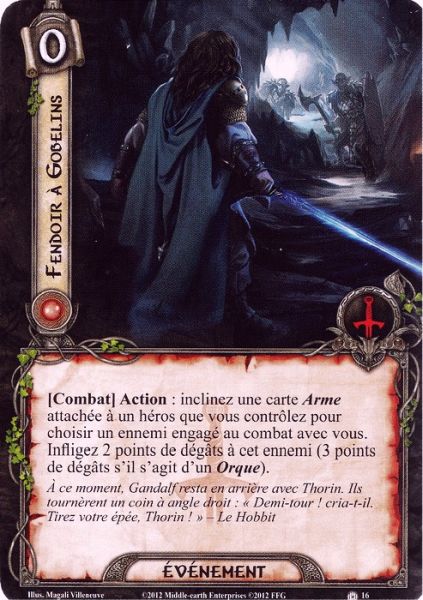 0
Fendoir à Gobelins
[Combat] Action : inclinez une carte Arme
attachée à un héros que vous contrôlez pour
choisir un ennemi engagé au combat avec vous.
Infligez 2 points de dégâts à cet ennemi (3 points
de dégâts s'il s'agit d'un Orque).
À ce moment, Gandalf resta en arrière avec Thorin. Ils
tournèrent un coin à angle droit : « Demi-tour ! cria-t-il.
Tirez votre épée, Thorin ! » – Le Hobbit
ÉVÉNEMENT
Illus. Magali Villeneuve ©2012 Middle-earth Enterprises ©2012 FFG 16